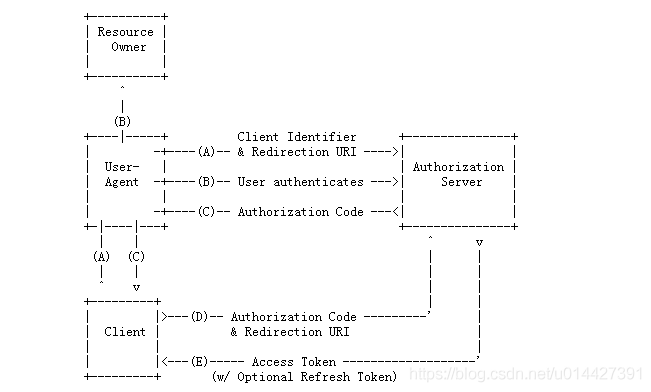 Resource
Owner
(B)
Client Identifier
(A) & Redirection URI
User-
Agent
(B) User authenticates
Authorization
Server
(C) Authorization Code
(A) (C)
(D) Authorization Code
& Redirection URI
Client
(E) Access Token
(w/ Optional Refresh Token)
https://blog.csdn.net/u014427391